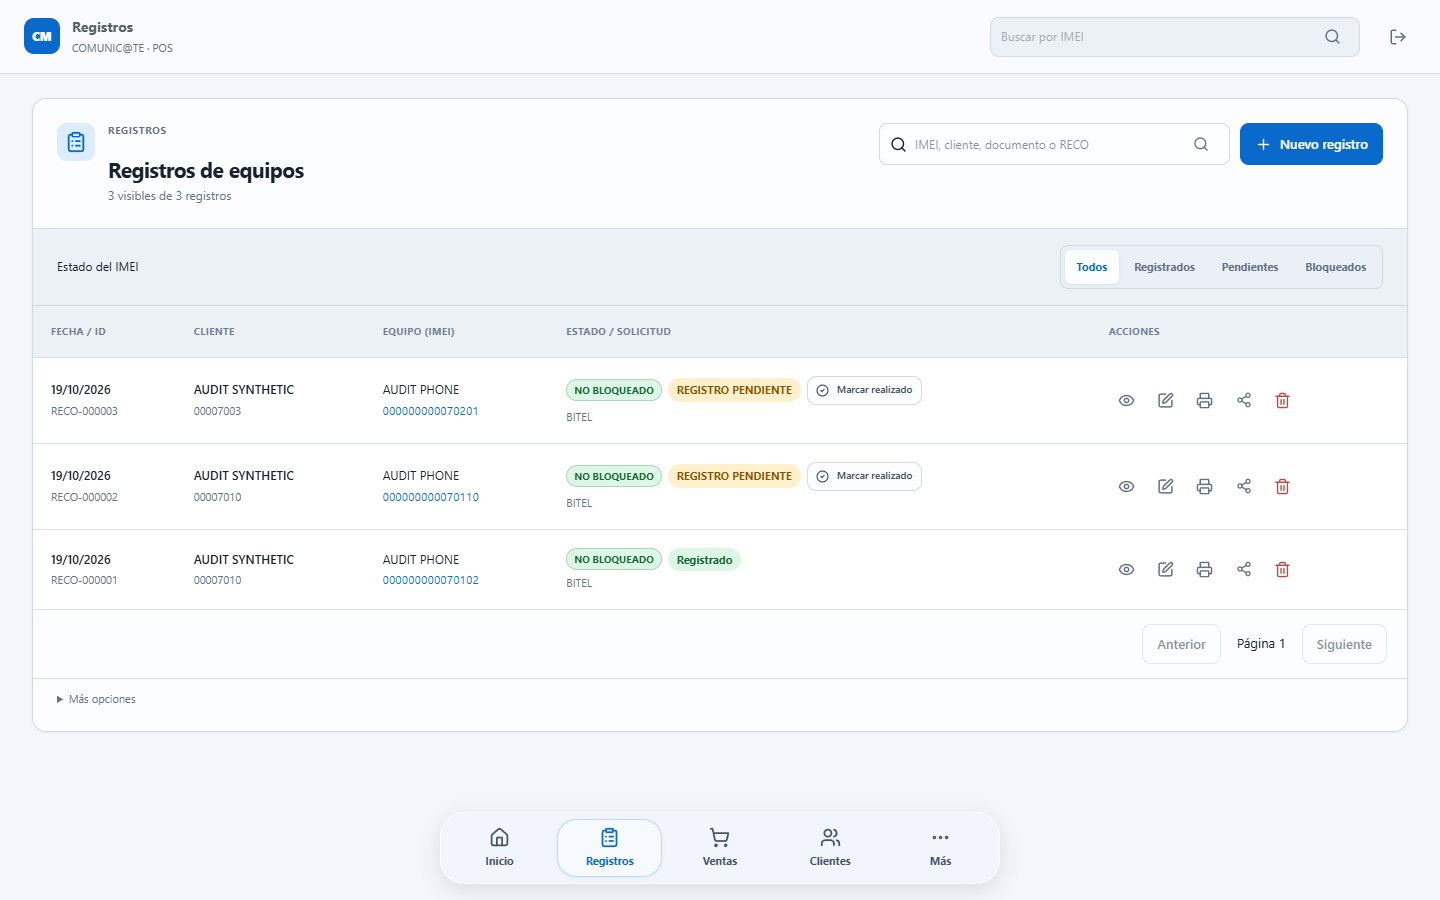 CM
Registros
COMUNIC@TE · POS
Buscar por IMEI
REGISTROS
Registros de equipos
3 visibles de 3 registros
IMEI, cliente, documento o RECO
Nuevo registro
Estado del IMEI
Todos Registrados Pendientes Bloqueados
FECHA / ID CLIENTE EQUIPO (IMEI) ESTADO / SOLICITUD ACCIONES
19/10/2026 AUDIT SYNTHETIC AUDIT PHONE NO BLOQUEADO REGISTRO PENDIENTE Marcar realizado
RECO-000003 00007003 000000000070201 BITEL
19/10/2026 AUDIT SYNTHETIC AUDIT PHONE NO BLOQUEADO REGISTRO PENDIENTE Marcar realizado
RECO-000002 00007010 000000000070110 BITEL
19/10/2026 AUDIT SYNTHETIC AUDIT PHONE NO BLOQUEADO Registrado
RECO-000001 00007010 000000000070102 BITEL
Anterior Página 1 Siguiente
Más opciones
Inicio Registros Ventas Clientes Más